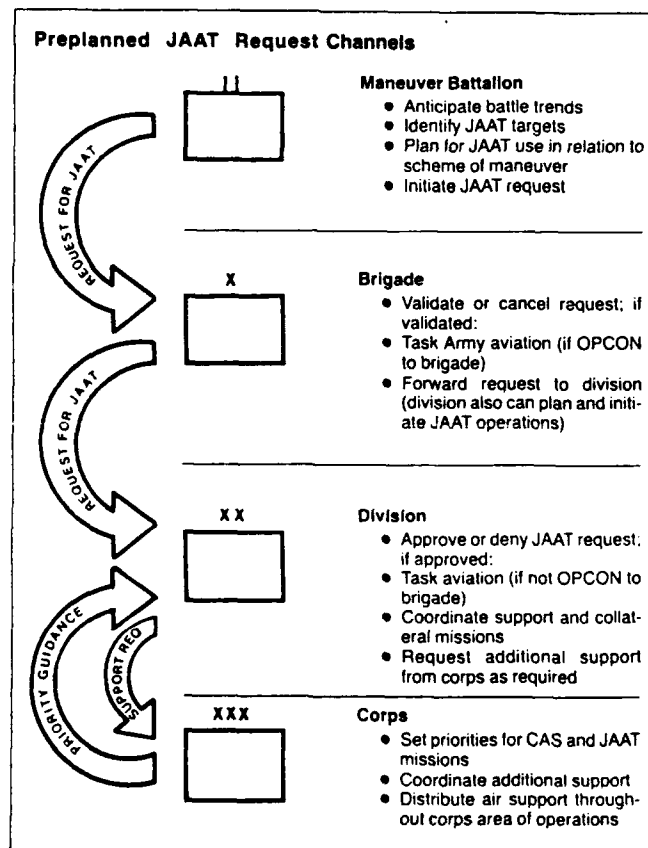 Preplanned JAAT Request Channels
Maneuver Battalion
● Anticipate battle trends
● Identify JAAT targets
● Plan for JAAT use in relation to
scheme of maneuver
● Initiate JAAT request
REQUEST FOR JAAT
X
Brigade
● Validate or cancel request; if
validated:
● Task Army aviation (if OPCON
to brigade)
● Forward request to division
(division also can plan and initi-
ate JAAT operations)
REQUEST FOR JAAT
XX
Division
● Approve or deny JAAT request;
if approved:
● Task aviation (if not OPCON to
brigade)
● Coordinate support and collat-
eral missions
● Request additional support
from corps as required
PRIORITY GUIDANCE
SUPPORT REQ
XXX
Corps
● Set priorities for CAS and JAAT
missions
● Coordinate additional support
● Distribute air support through-
out corps area of operations